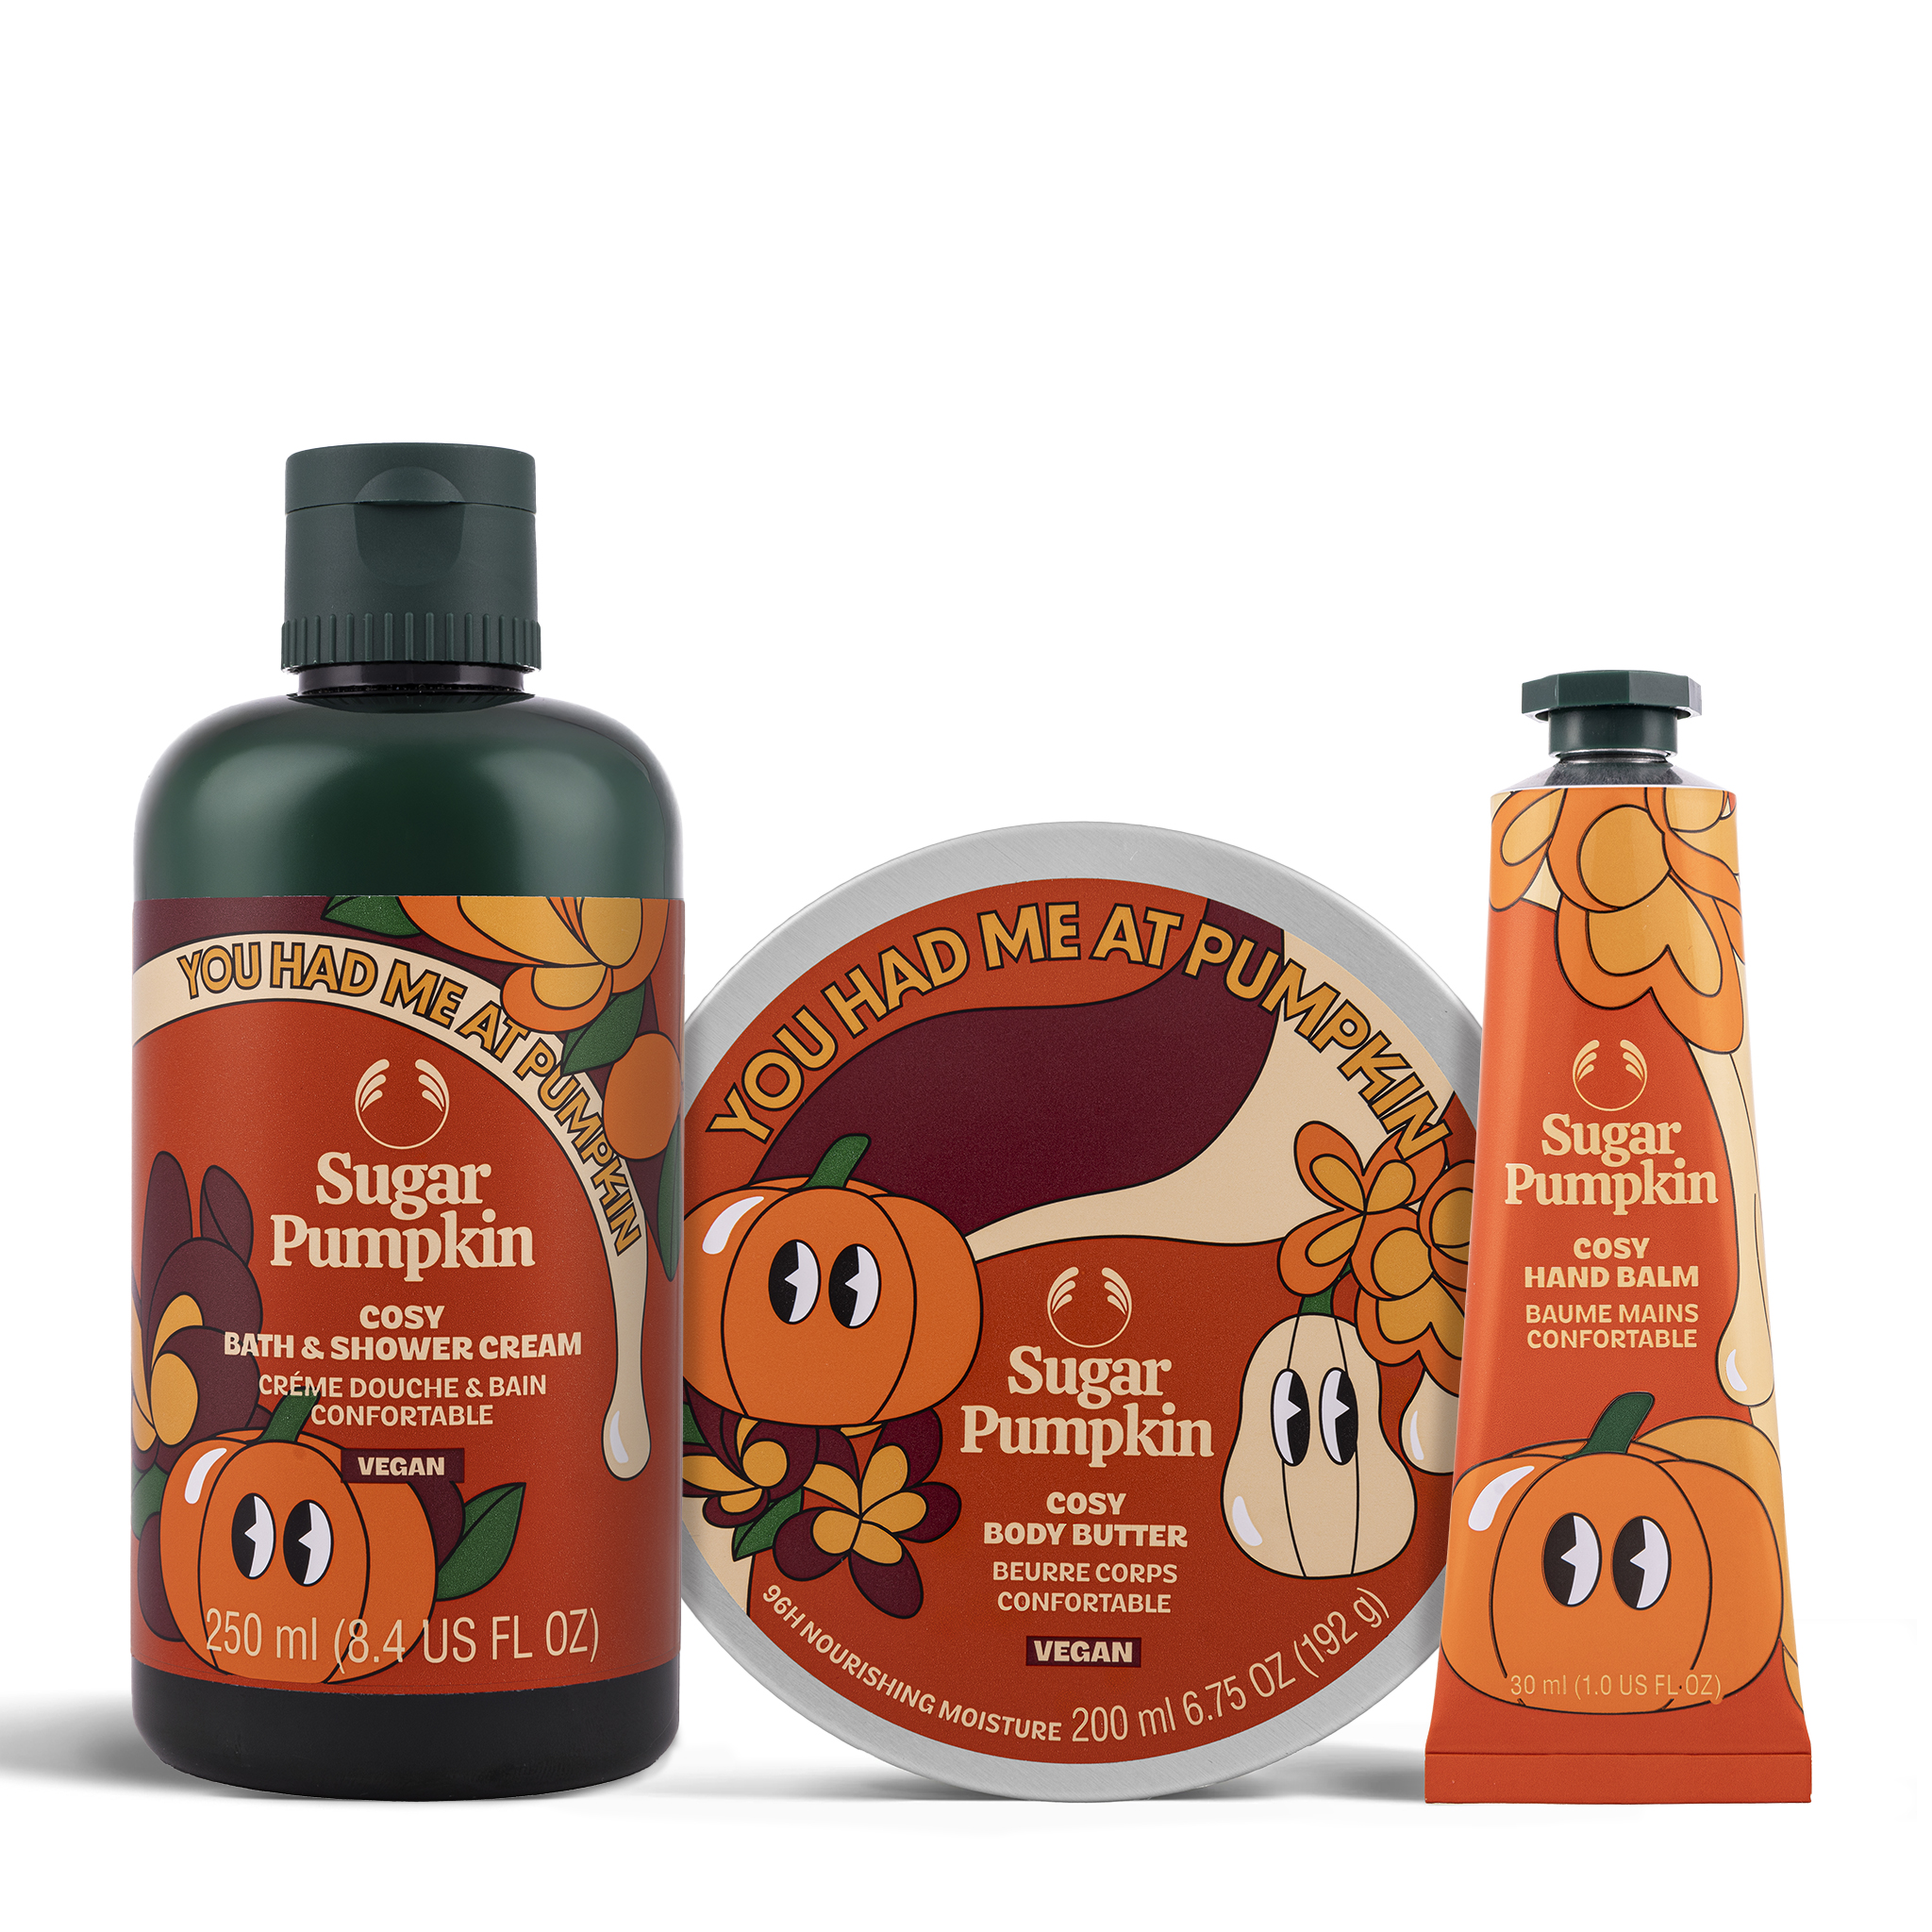 YOU HAD ME AT PUMPKIN
Sugar
Pumpkin
COSY
BATH & SHOWER CREAM
CRÉME DOUCHE & BAIN
CONFORTABLE
VEGAN
250 ml (8.4 US FL OZ)
YOU HAD ME AT PUMPKIN
Sugar
Pumpkin
COSY
BODY BUTTER
BEURRE CORPS
CONFORTABLE
VEGAN
96H NOURISHING MOISTURE 200 ml 6.75 OZ (192 g)
Sugar
Pumpkin
COSY
HAND BALM
BAUME MAINS
CONFORTABLE
30 ml (1.0 US FL OZ)